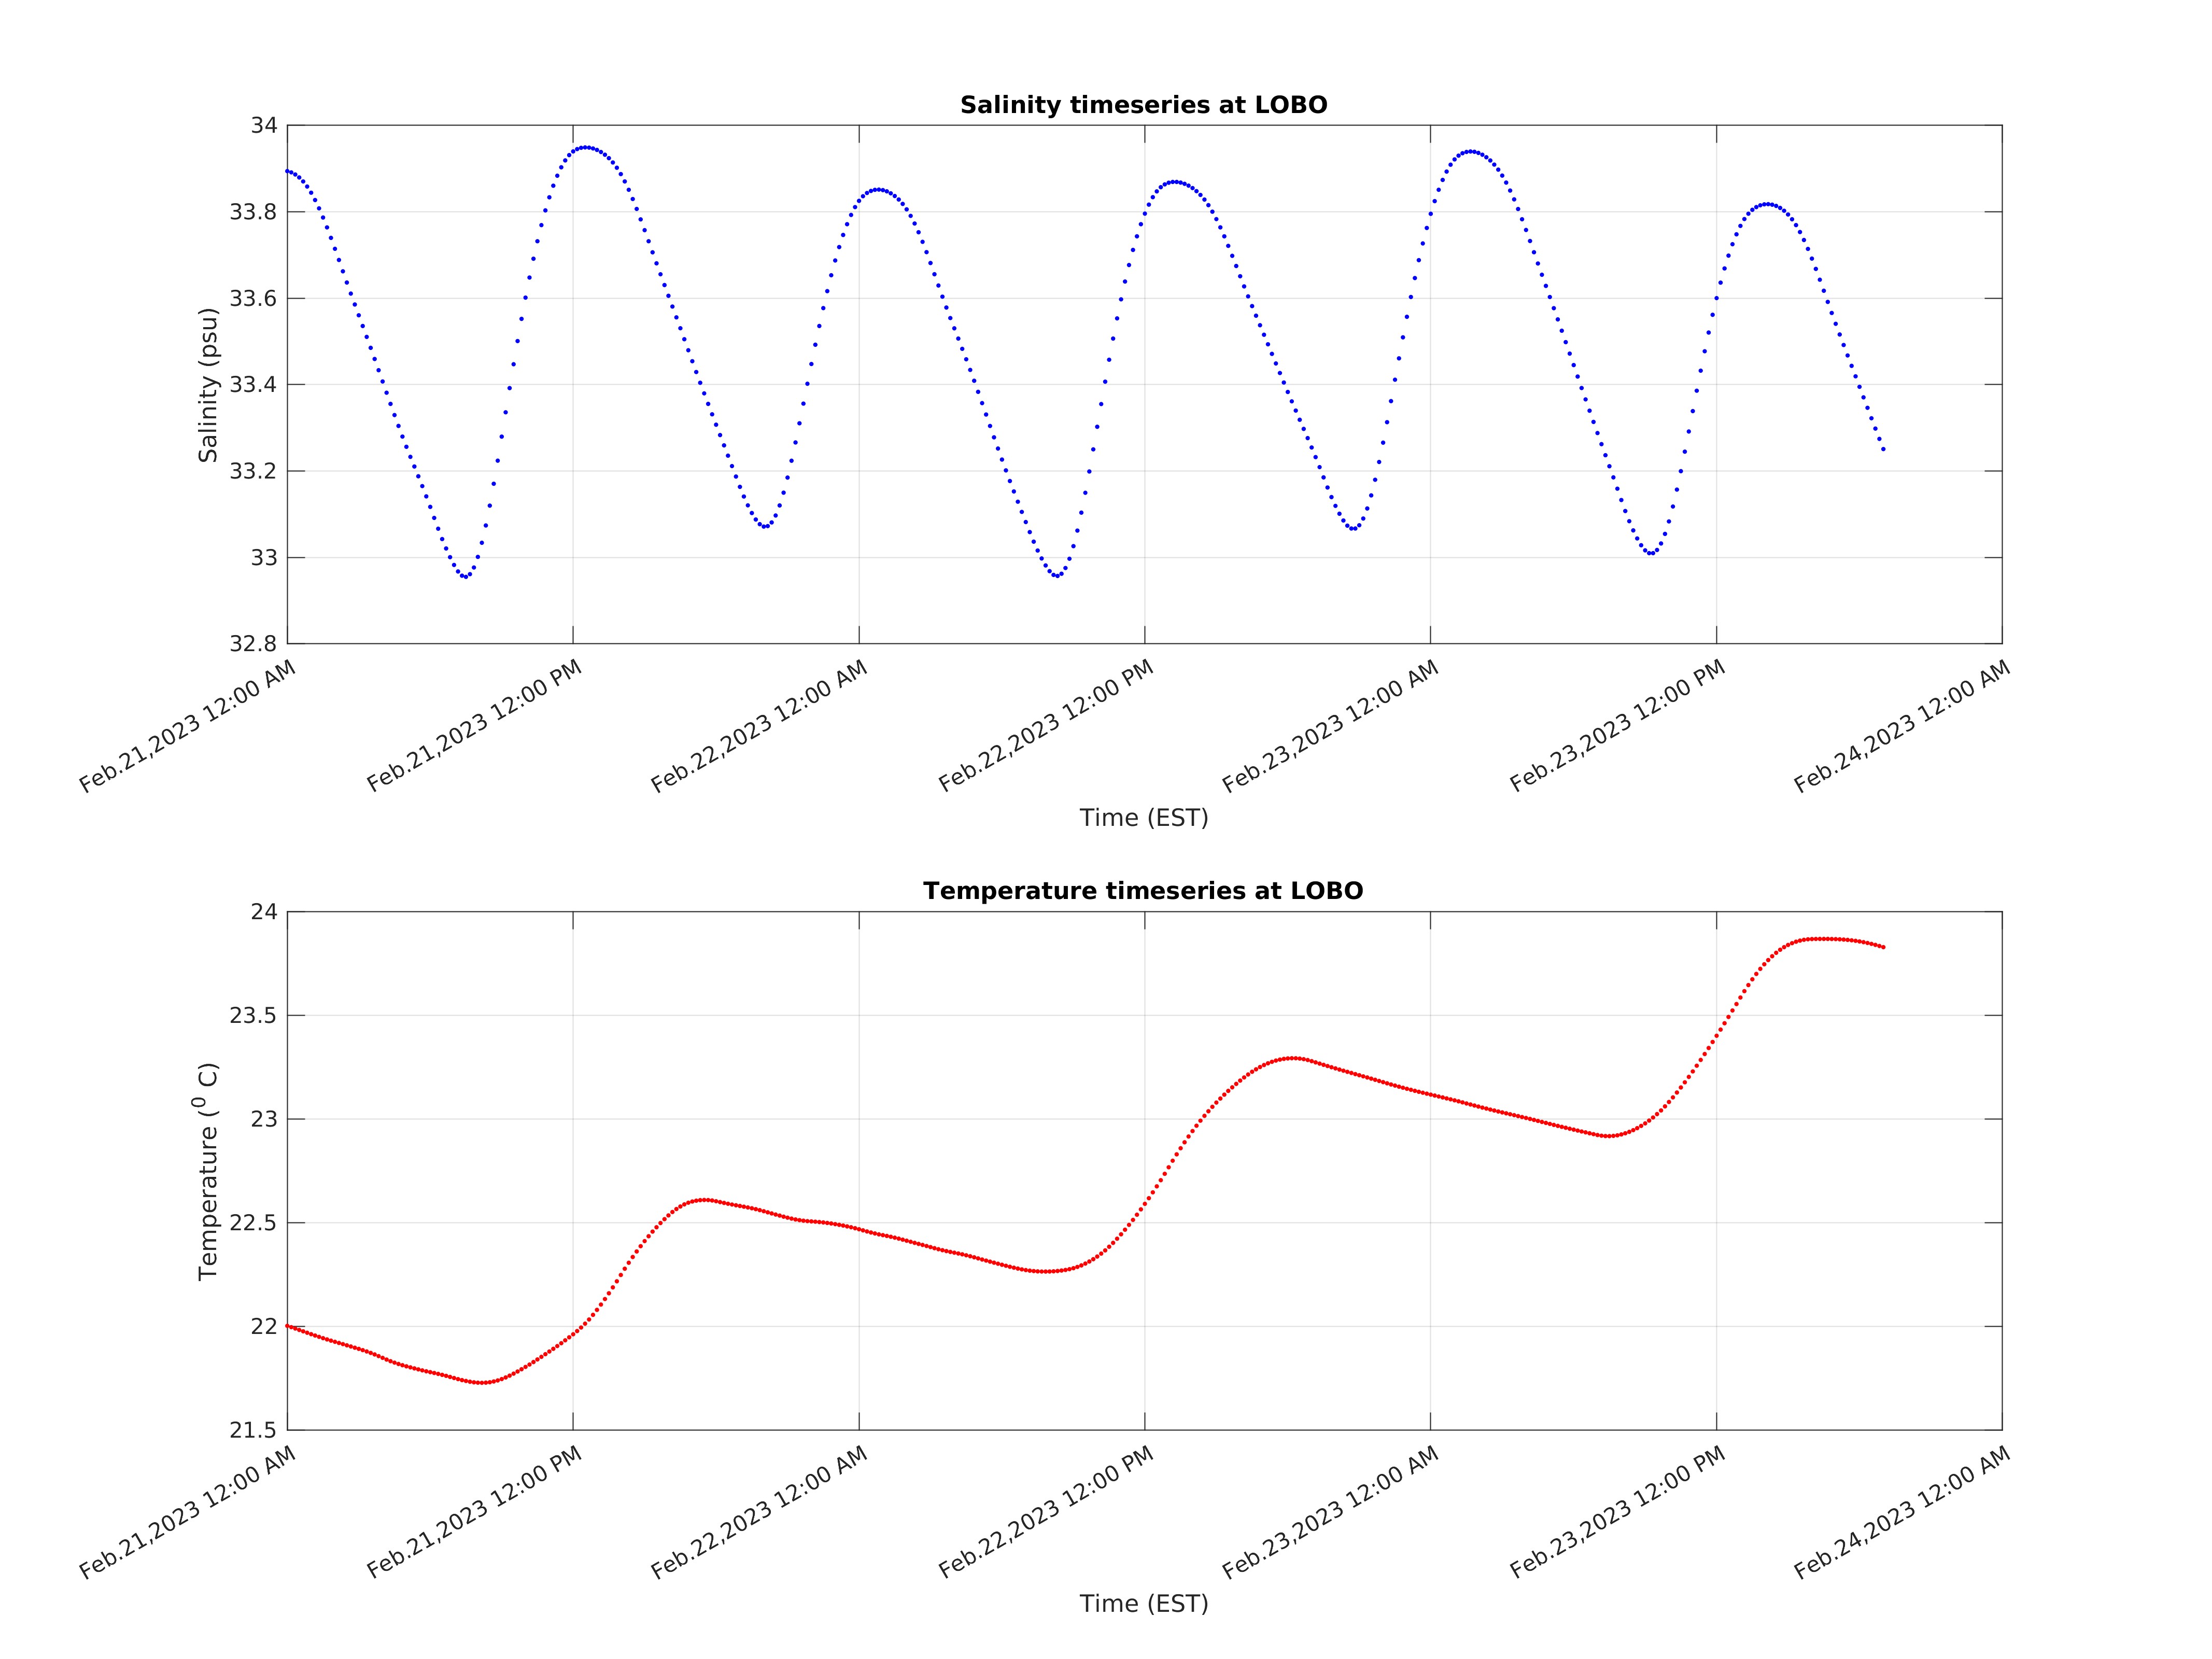 Salinity timeseries at LOBO
34
33.8
33.6
33.4
33.2
33
32.8
Salinity (psu)
Feb.21,2023 12:00 AM
Feb.21,2023 12:00 PM
Feb.22,2023 12:00 AM
Feb.22,2023 12:00 PM
Feb.23,2023 12:00 AM
Feb.23,2023 12:00 PM
Feb.24,2023 12:00 AM
Time (EST)
Temperature timeseries at LOBO
24
23.5
23
22.5
22
21.5
Temperature (⁰ C)
Feb.21,2023 12:00 AM
Feb.21,2023 12:00 PM
Feb.22,2023 12:00 AM
Feb.22,2023 12:00 PM
Feb.23,2023 12:00 AM
Feb.23,2023 12:00 PM
Feb.24,2023 12:00 AM
Time (EST)